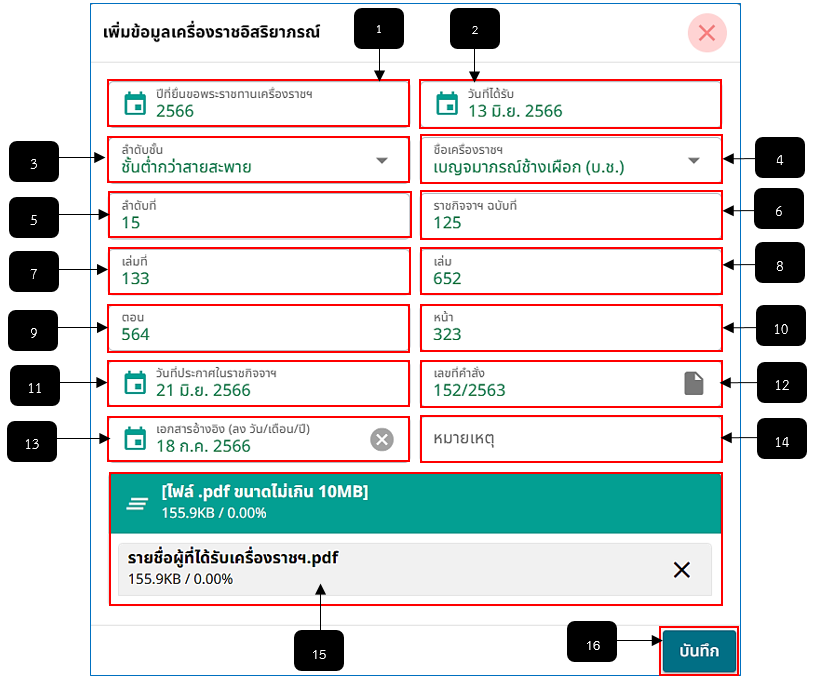 เพิ่มข้อมูลเครื่องราชอิสริยาภรณ์
1
2
ปีที่ยื่นขอพระราชทานเครื่องราชฯ
2566
วันที่ได้รับ
13 มิ.ย. 2566
3
ลำดับชั้น
ชั้นต่ำกว่าสายสะพาย
ชื่อเครื่องราชฯ
เบญจมาภรณ์ช้างเผือก (บ.ช.)
4
5
ลำดับที่
15
ราชกิจจาฯ ฉบับที่
125
6
7
เล่มที่
133
เล่ม
652
8
9
ตอน
564
หน้า
323
10
11
วันที่ประกาศในราชกิจจาฯ
21 มิ.ย. 2566
เลขที่คำสั่ง
152/2563
12
13
เอกสารอ้างอิง (ลง วัน/เดือน/ปี)
18 ก.ค. 2566
หมายเหตุ
14
[ไฟล์ .pdf ขนาดไม่เกิน 10MB]
155.9KB / 0.00%
รายชื่อผู้ที่ได้รับเครื่องราชฯ.pdf
155.9KB / 0.00%
15
16
บันทึก